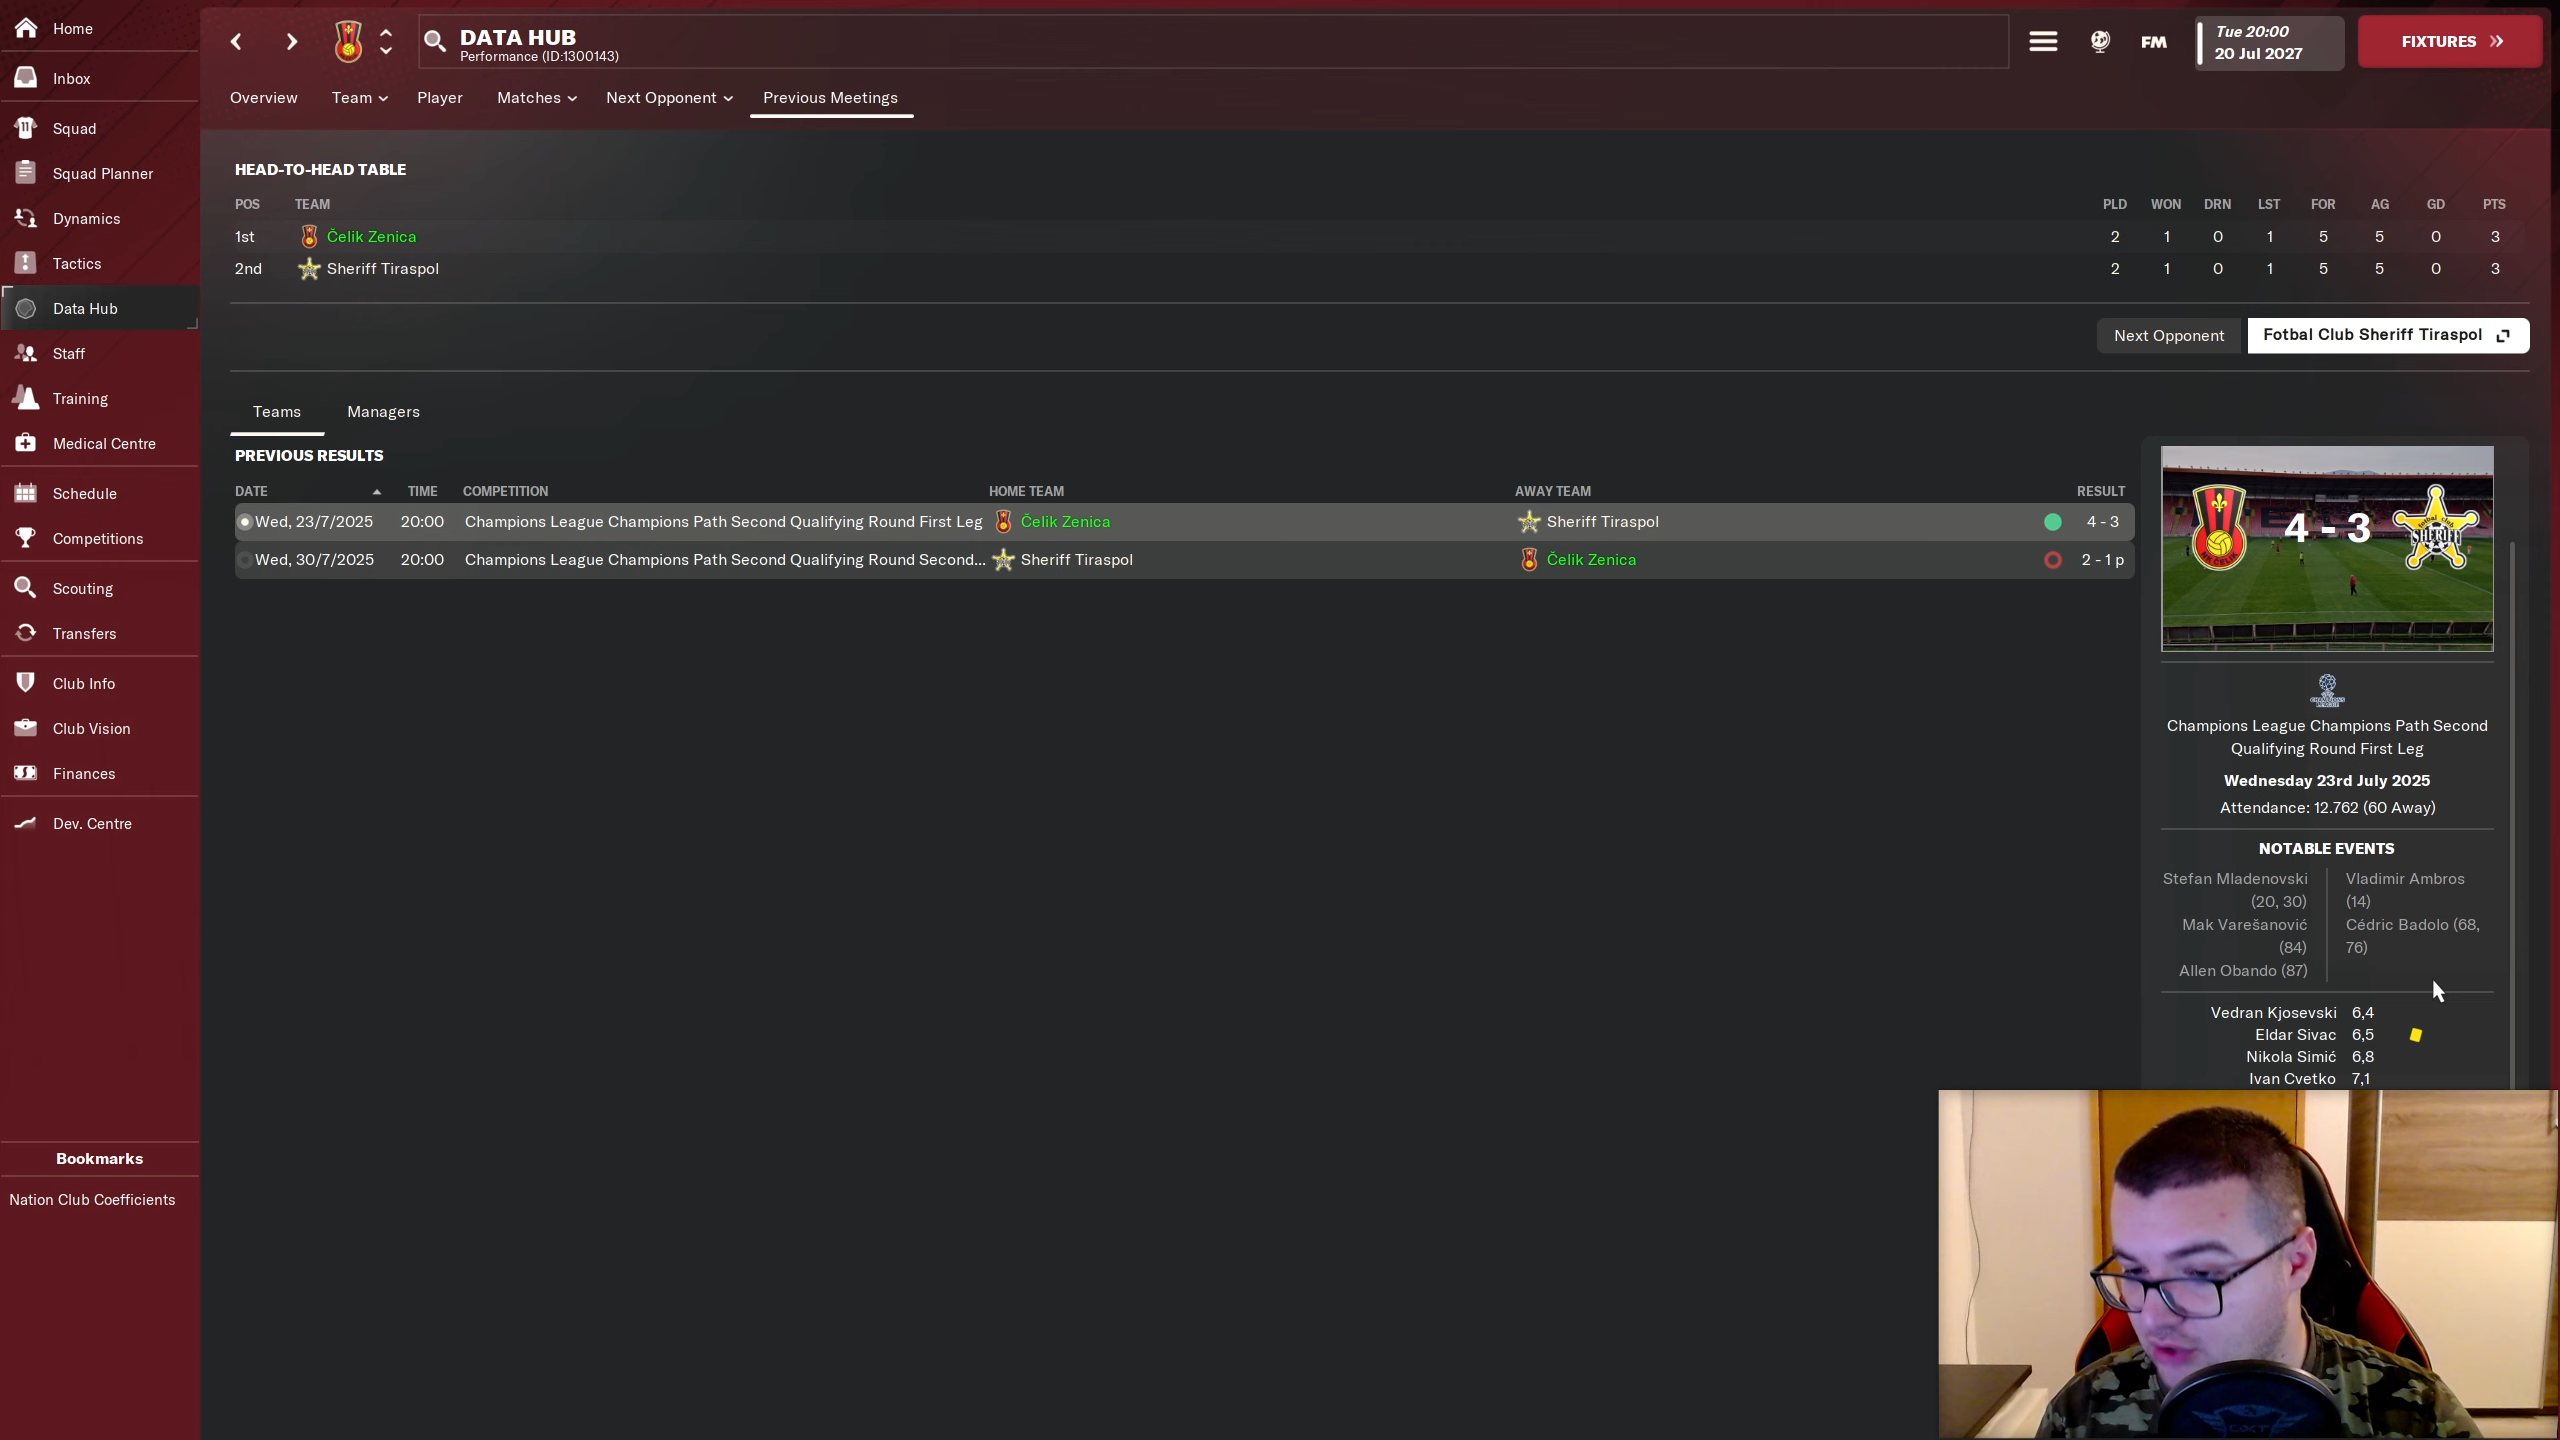 Home
Inbox
Squad
Squad Planner
Dynamics
Tactics
Data Hub
Staff
Training
Medical Centre
Schedule
Competitions
Scouting
Transfers
Club Info
Club Vision
Finances
Dev. Centre
Bookmarks
Nation Club Coefficients
DATA HUB
Performance (ID:1300143)
FM
Tue 20:00
20 Jul 2027
FIXTURES
Overview Team Player Matches Next Opponent Previous Meetings
HEAD-TO-HEAD TABLE
POS TEAM PLD WON DRN LST FOR AG GD PTS
1st Čelik Zenica 2 1 0 1 5 5 0 3
2nd Sheriff Tiraspol 2 1 0 1 5 5 0 3
Next Opponent Fotbal Club Sheriff Tiraspol
Teams Managers
PREVIOUS RESULTS
DATE TIME COMPETITION HOME TEAM AWAY TEAM RESULT
Wed, 23/7/2025 20:00 Champions League Champions Path Second Qualifying Round First Leg Čelik Zenica Sheriff Tiraspol 4 - 3
Wed, 30/7/2025 20:00 Champions League Champions Path Second Qualifying Round Second... Sheriff Tiraspol Čelik Zenica 2 - 1 p
4 - 3
SHERIFF
Champions League Champions Path Second
Qualifying Round First Leg
Wednesday 23rd July 2025
Attendance: 12.762 (60 Away)
NOTABLE EVENTS
Stefan Mladenovski
(20, 30)
Mak Varešanović
(84)
Allen Obando (87)
Vladimir Ambros
(14)
Cédric Badolo (68,
76)
Vedran Kjosevski 6,4
Eldar Sivac 6,5
Nikola Simić 6,8
Ivan Cvetko 7,1